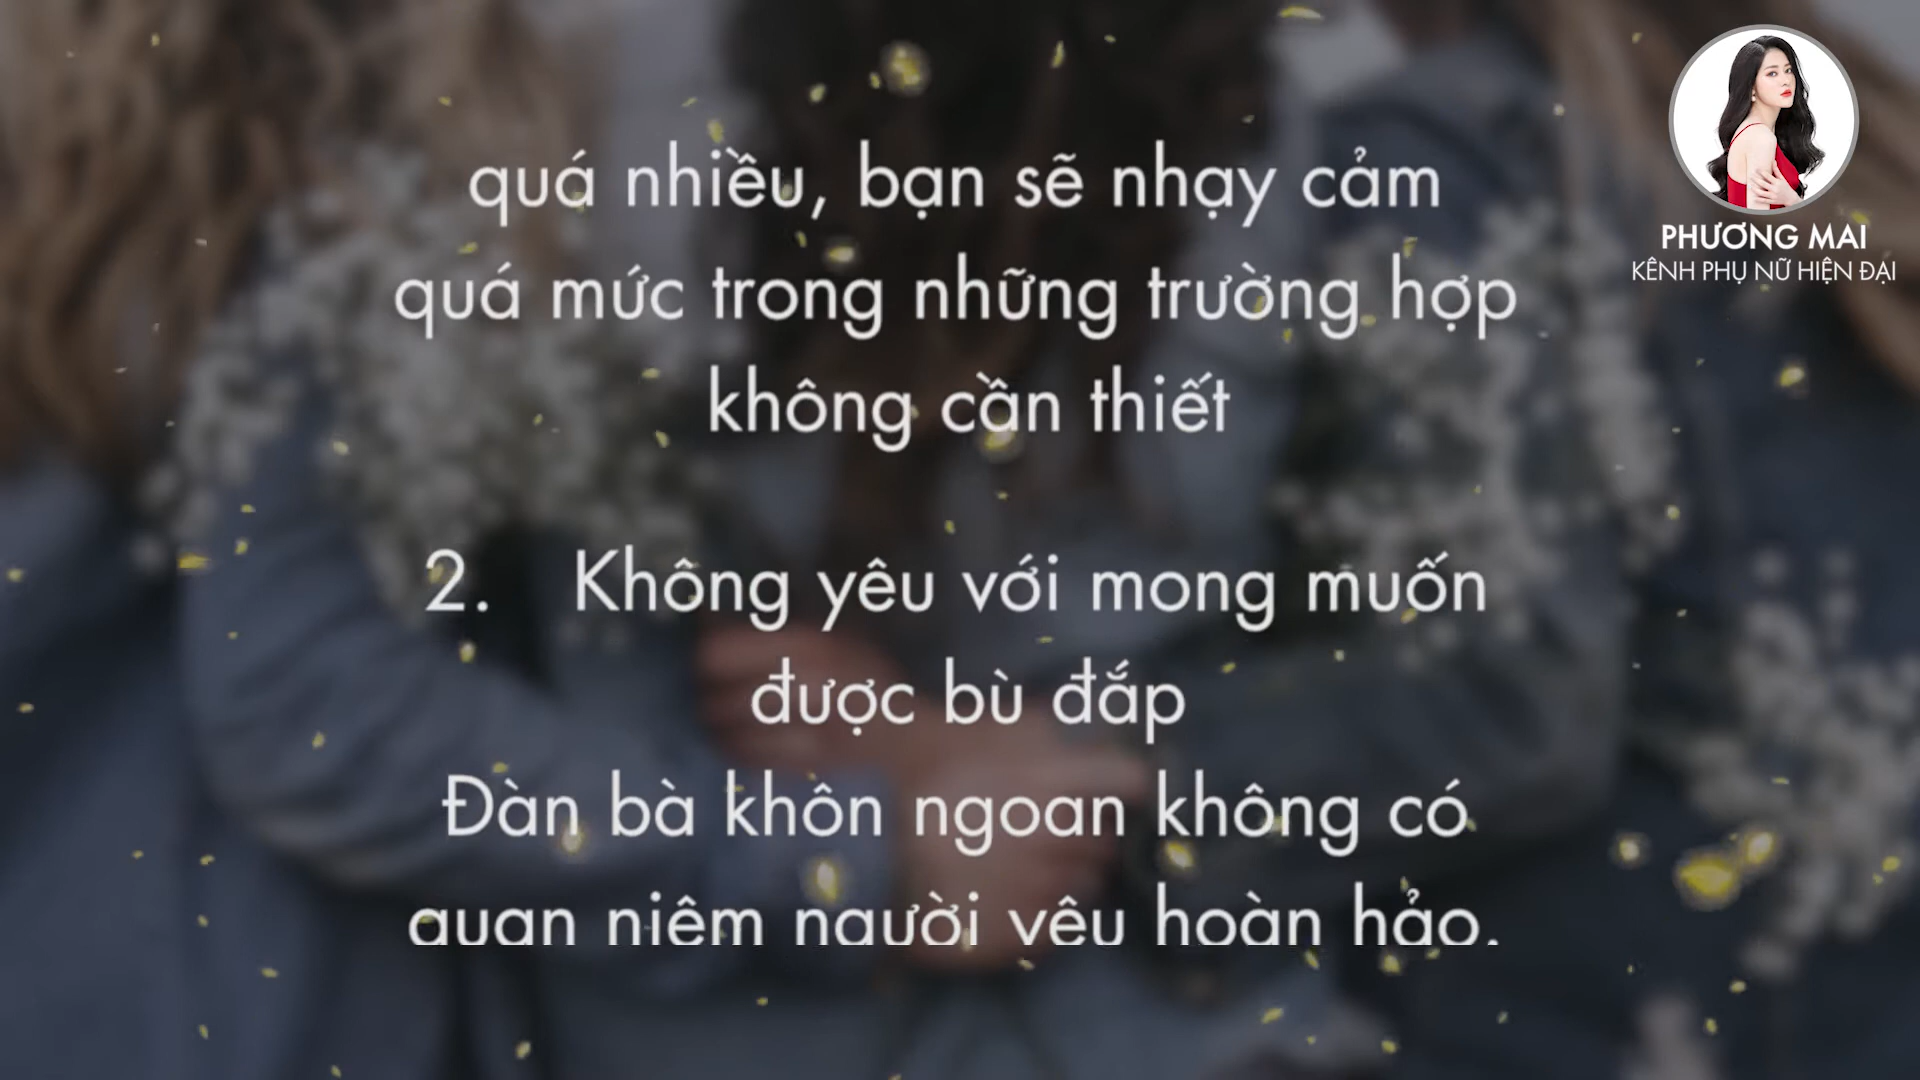 quá nhiều, bạn sẽ nhạy cảm
quá mức trong những trường hợp
không cần thiết
2. Không yêu với mong muốn
được bù đắp
Đàn bà khôn ngoan không có
quan niệm người yêu hoàn hảo.
PHƯƠNG MAI
KÊNH PHỤ NỮ HIỆN ĐẠI